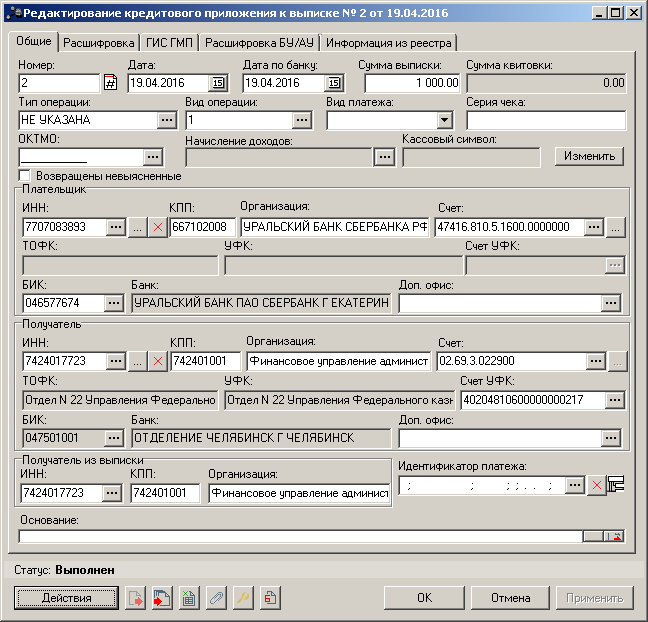 Редактирование кредитового приложения к выписке № 2 от 19.04.2016
Общие Расшифровка ГИС ГМП Расшифровка БУ/АУ Информация из реестра
Номер: Дата: Дата по банку: Сумма выписки: Сумма квитовки:
2 # 19.04.2016 15 19.04.2016 15 1 000.00 0.00
Тип операции: Вид операции: Вид платежа: Серия чека:
НЕ УКАЗАНА ... 1 ...
ОКТМО: Начисление доходов: Кассовый символ:
___________ ... ... Изменить
Возвращены невыясненные
Плательщик
ИНН: КПП: Организация: Счет:
7707083893 ... ... 667102008 УРАЛЬСКИЙ БАНК СБЕРБАНКА РФ 47416.810.5.1600.0000000 ... ...
ТОФК: УФК: Счет УФК:
...
БИК: Банк: Доп. офис:
046577674 ... УРАЛЬСКИЙ БАНК ПАО СБЕРБАНК Г ЕКАТЕРИН ...
Получатель
ИНН: КПП: Организация: Счет:
7424017723 ... ... 742401001 Финансовое управление админист 02.69.3.022900 ... ...
ТОФК: УФК: Счет УФК:
Отдел N 22 Управления Федерально Отдел N 22 Управления Федерального казн 40204810600000000217 ...
БИК: Банк: Доп. офис:
047501001 ... ОТДЕЛЕНИЕ ЧЕЛЯБИНСК Г ЧЕЛЯБИНСК ...
Получатель из выписки
ИНН: КПП: Организация: Идентификатор платежа:
7424017723 ... 742401001 Финансовое управление админист ; ; ; ; . . ; ...
Основание:
Статус: Выполнен
Действия ОК Отмена Применить